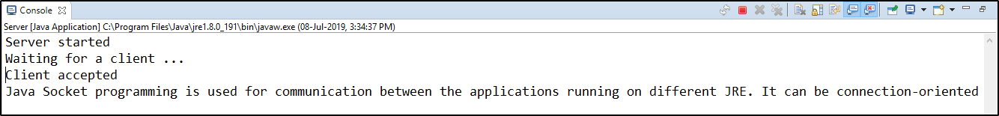 Console
Server [Java Application] C:\Program Files\Java\jre1.8.0_191\bin\javaw.exe (08-Jul-2019, 3:34:37 PM)
Server started
Waiting for a client ...
Client accepted
Java Socket programming is used for communication between the applications running on different JRE. It can be connection-oriented